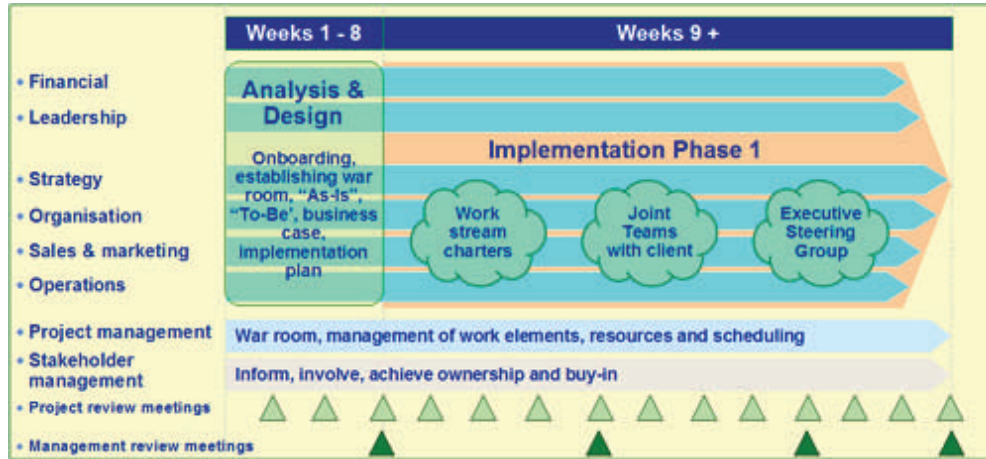 Weeks 1 - 8
Weeks 9 +
• Financial
• Leadership
• Strategy
• Organisation
• Sales & marketing
• Operations
Analysis &
Design
Onboarding,
establishing war
room, “As-Is”,
“To-Be’, business
case,
implementation
plan
Implementation Phase 1
Work
stream
charters
Joint
Teams
with client
Executive
Steering
Group
• Project management
War room, management of work elements, resources and scheduling
• Stakeholder
management
Inform, involve, achieve ownership and buy-in
• Project review meetings
• Management review meetings